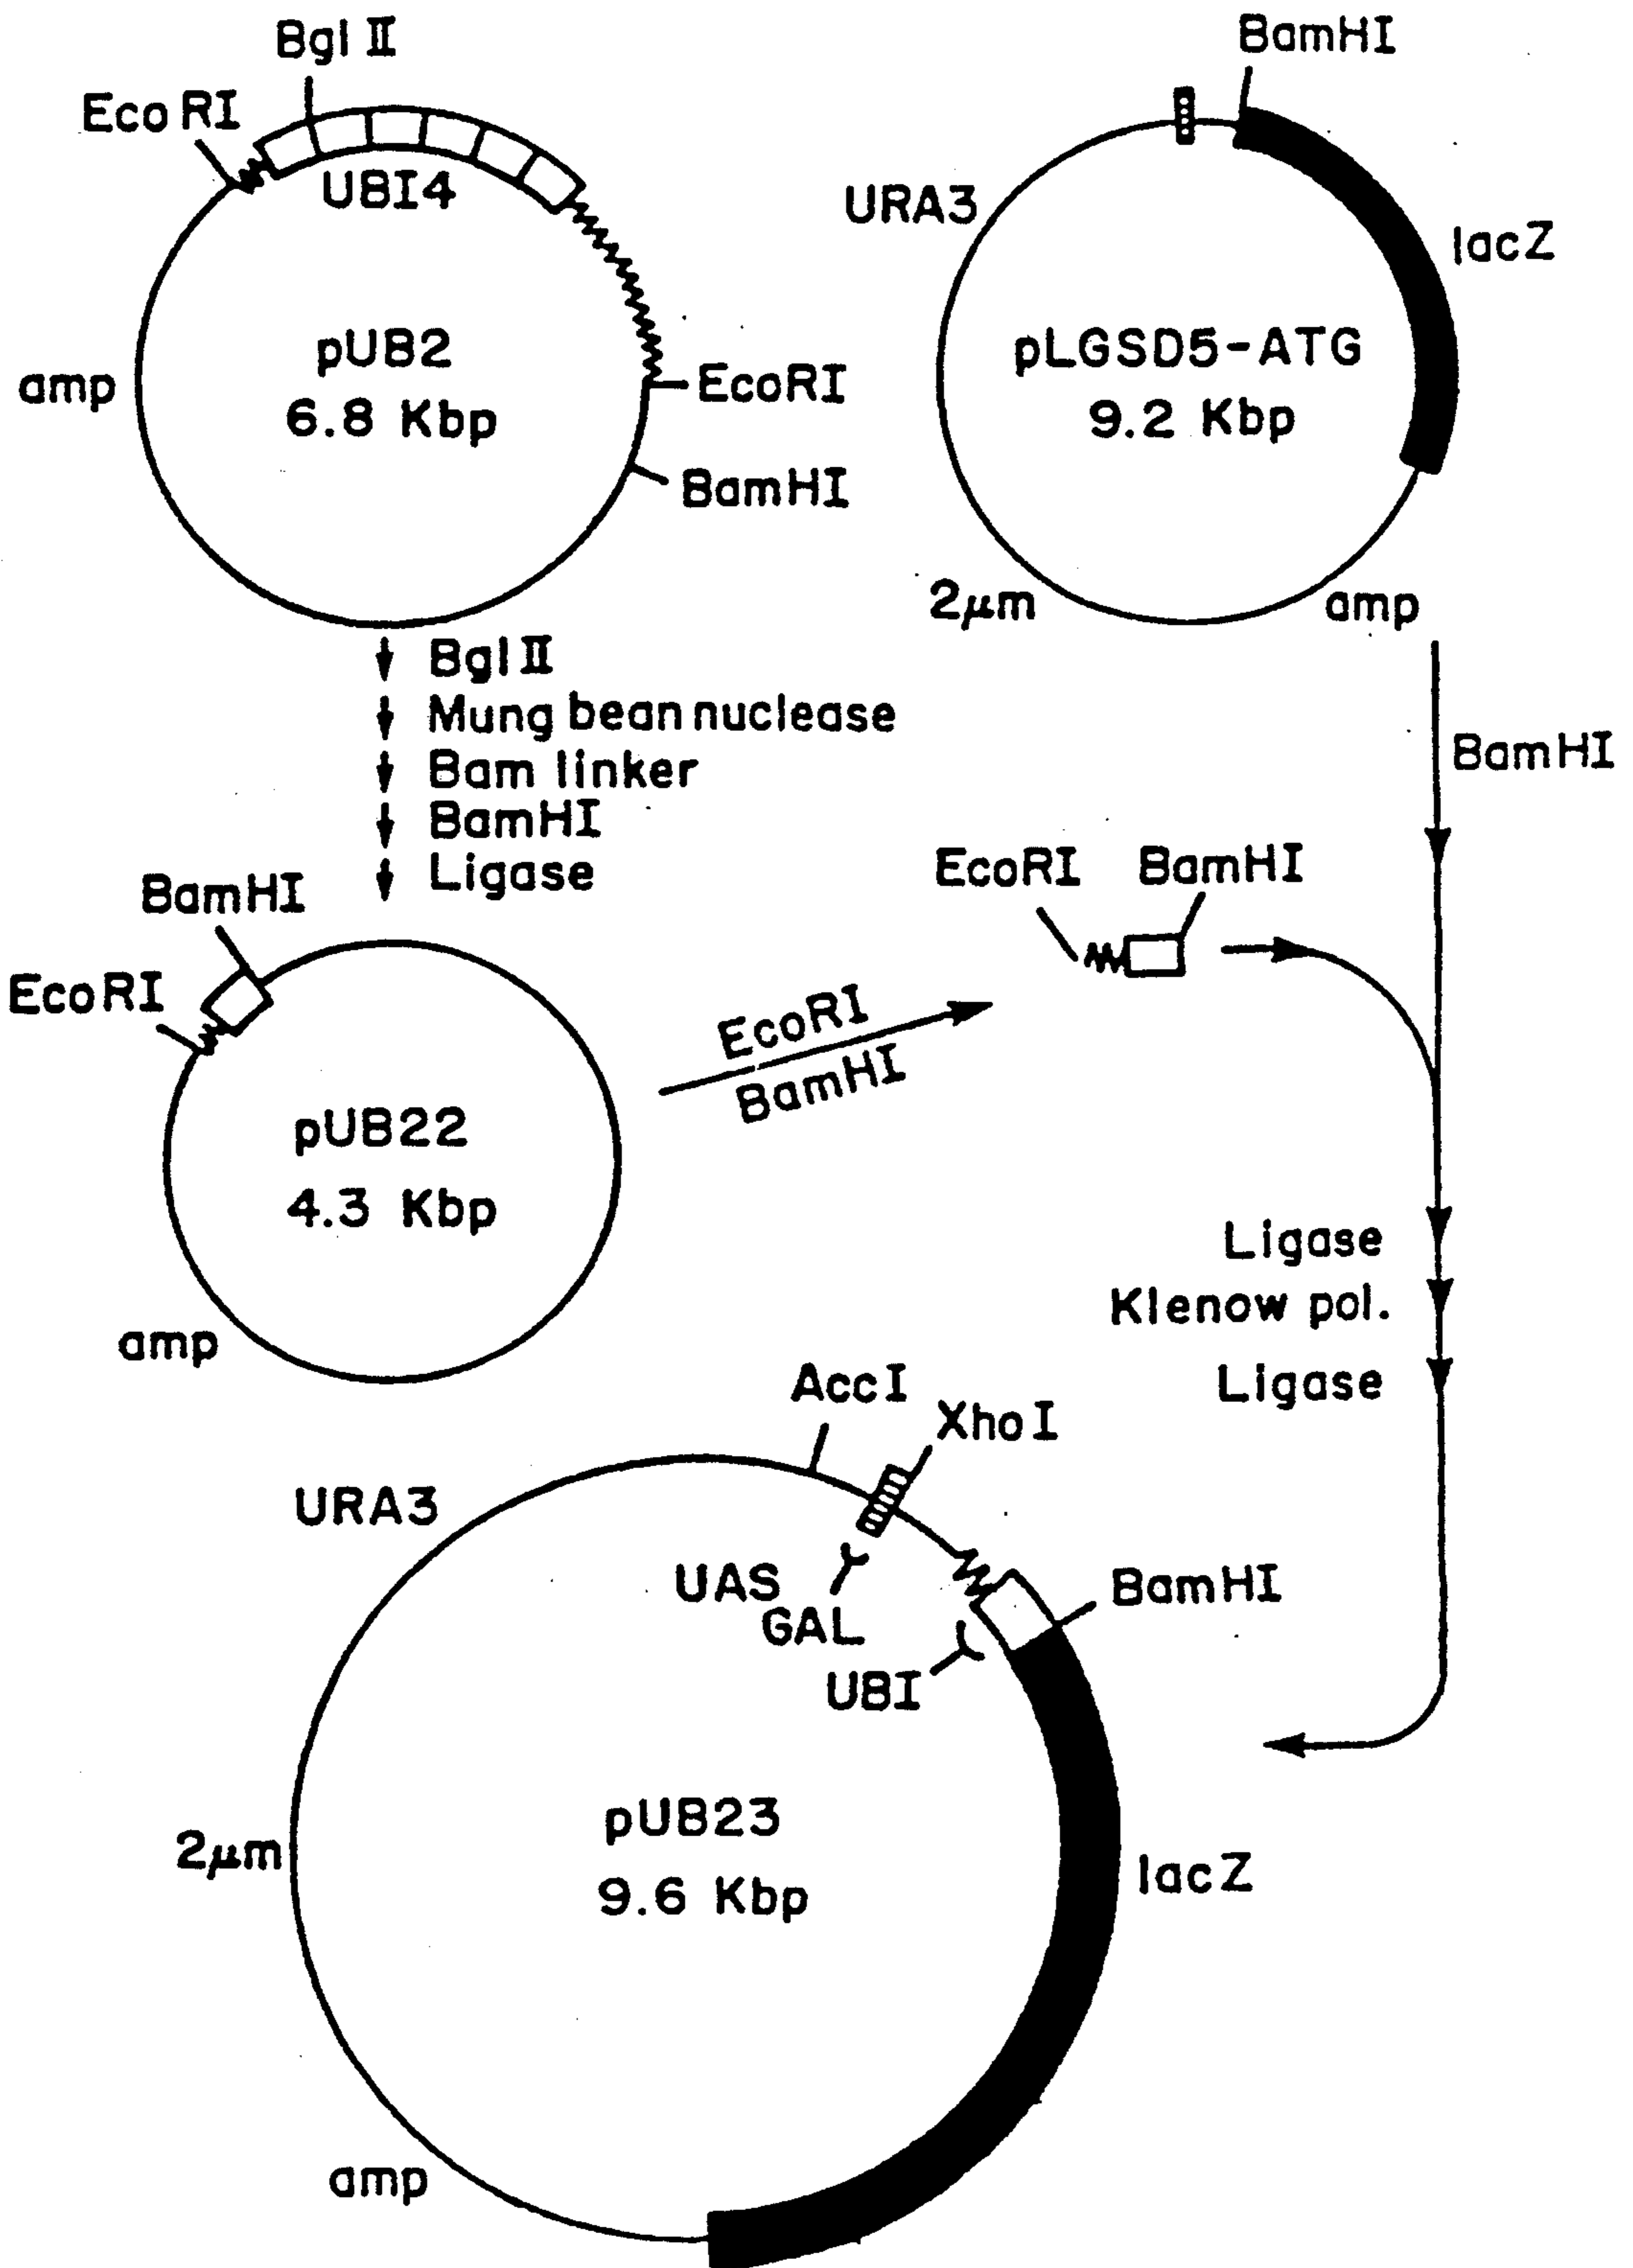 Bgl II
Eco RI
UBI4
pUB2
6.8 Kbp
amp
EcoRI
BamHI
BamHI
URA3
lacZ
pLGSD5-ATG
9.2 Kbp
2μm
amp
Bgl II
Mung bean nuclease
Bam linker
BamHI
Ligase
BamHI
EcoRI
pUB22
4.3 Kbp
amp
EcoRI
BamHI
EcoRI
BamHI
BamHI
Ligase
Klenow pol.
Ligase
AccI
XhoI
URA3
UAS
GAL
UBI
BamHI
pUB23
9.6 Kbp
2μm
lacZ
amp